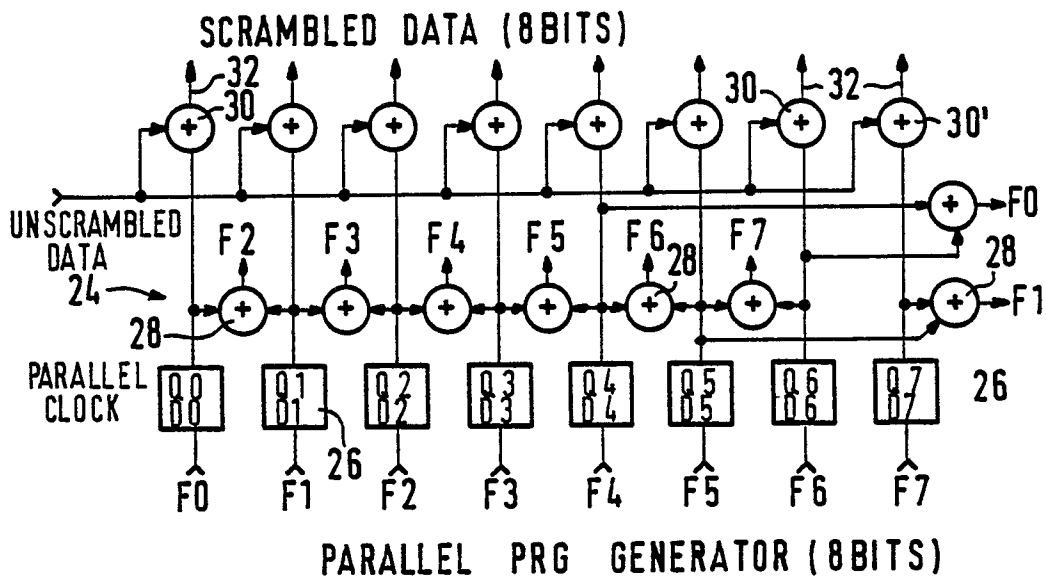 SCRAMBLED DATA (8BITS)
32
30
30
32
30'
+ + + + + + + +
UNSCRAMBLED
DATA
24
F2 F3 F4 F5 F6 F7
28
+ F0
28
+ + + + + + + F1
28
PARALLEL
CLOCK
Q0 Q1 Q2 Q3 Q4 Q5 Q6 Q7
D0 D1 D2 D3 D4 D5 D6 D7
26
26
F0 F1 F2 F3 F4 F5 F6 F7
PARALLEL PRG GENERATOR (8BITS)